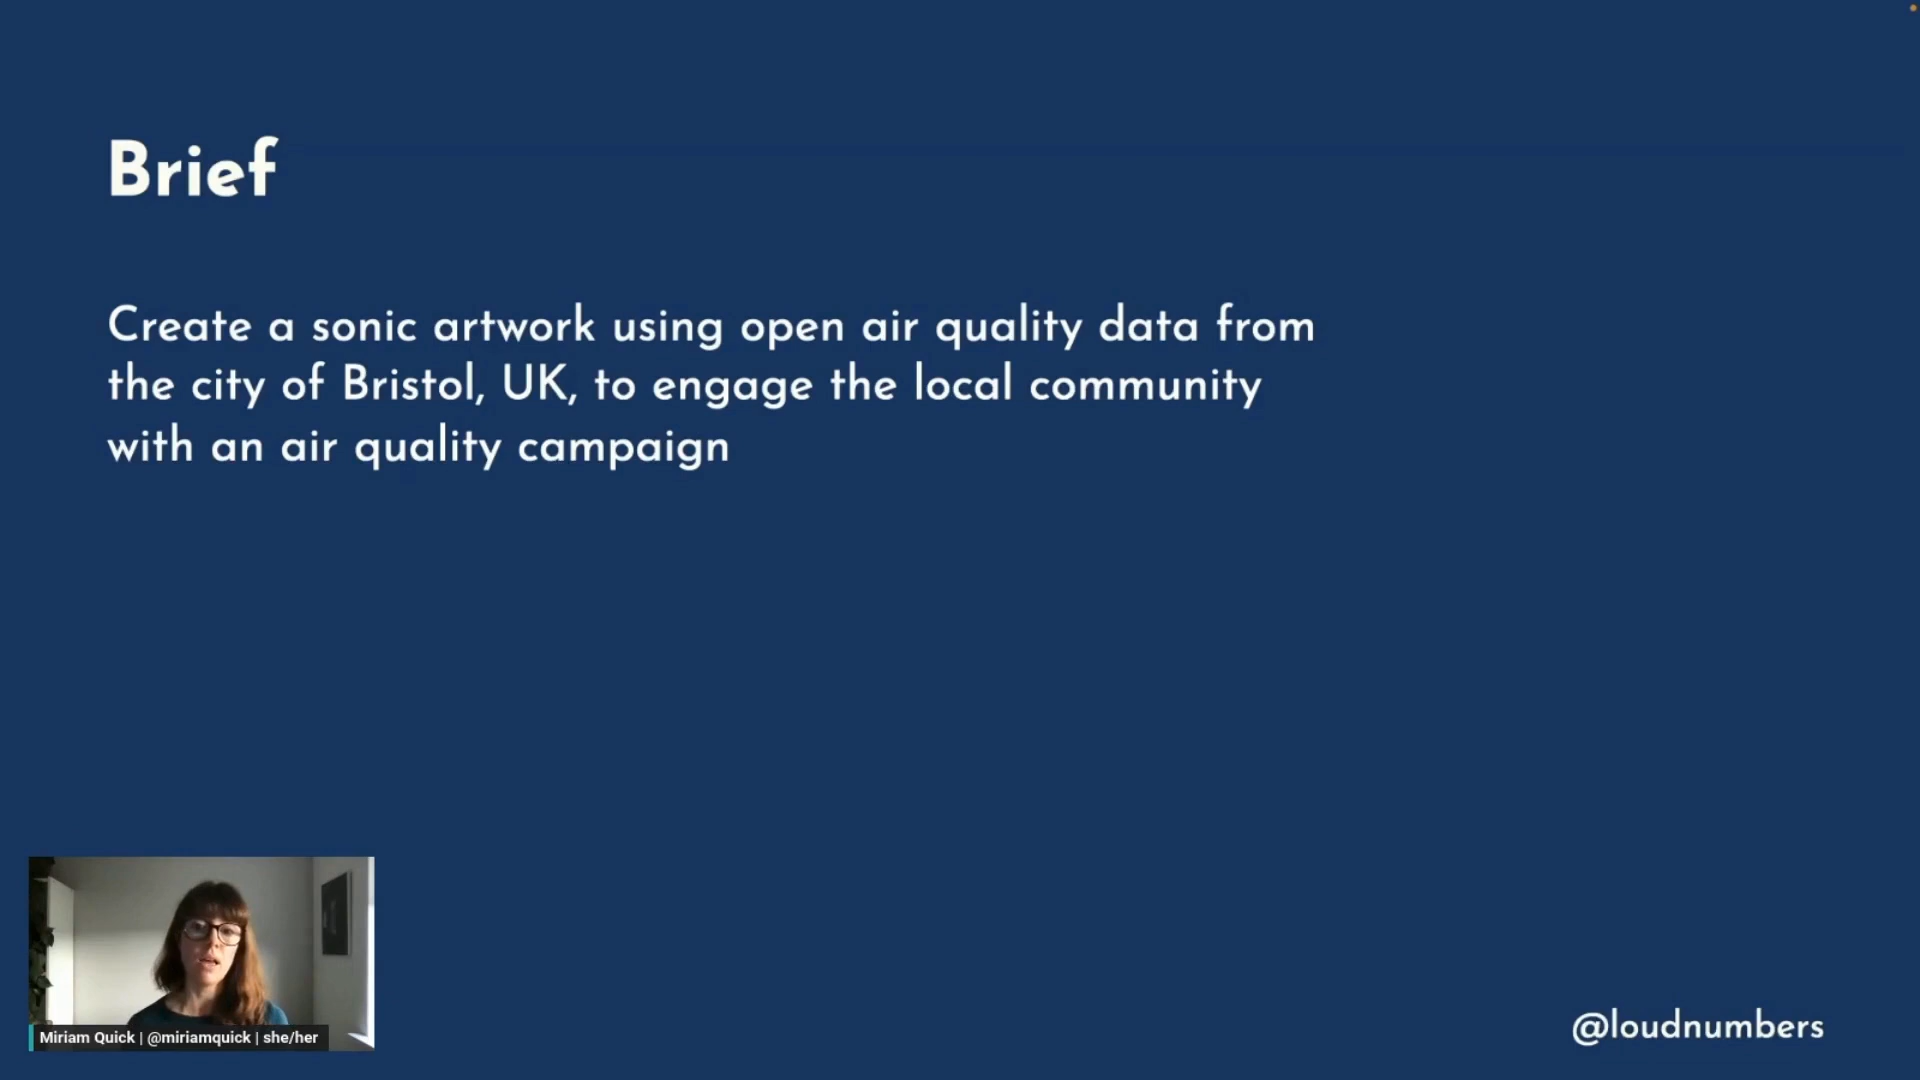 Brief
Create a sonic artwork using open air quality data from
the city of Bristol, UK, to engage the local community
with an air quality campaign
Miriam Quick | @miriamquick | she/her
@loudnumbers